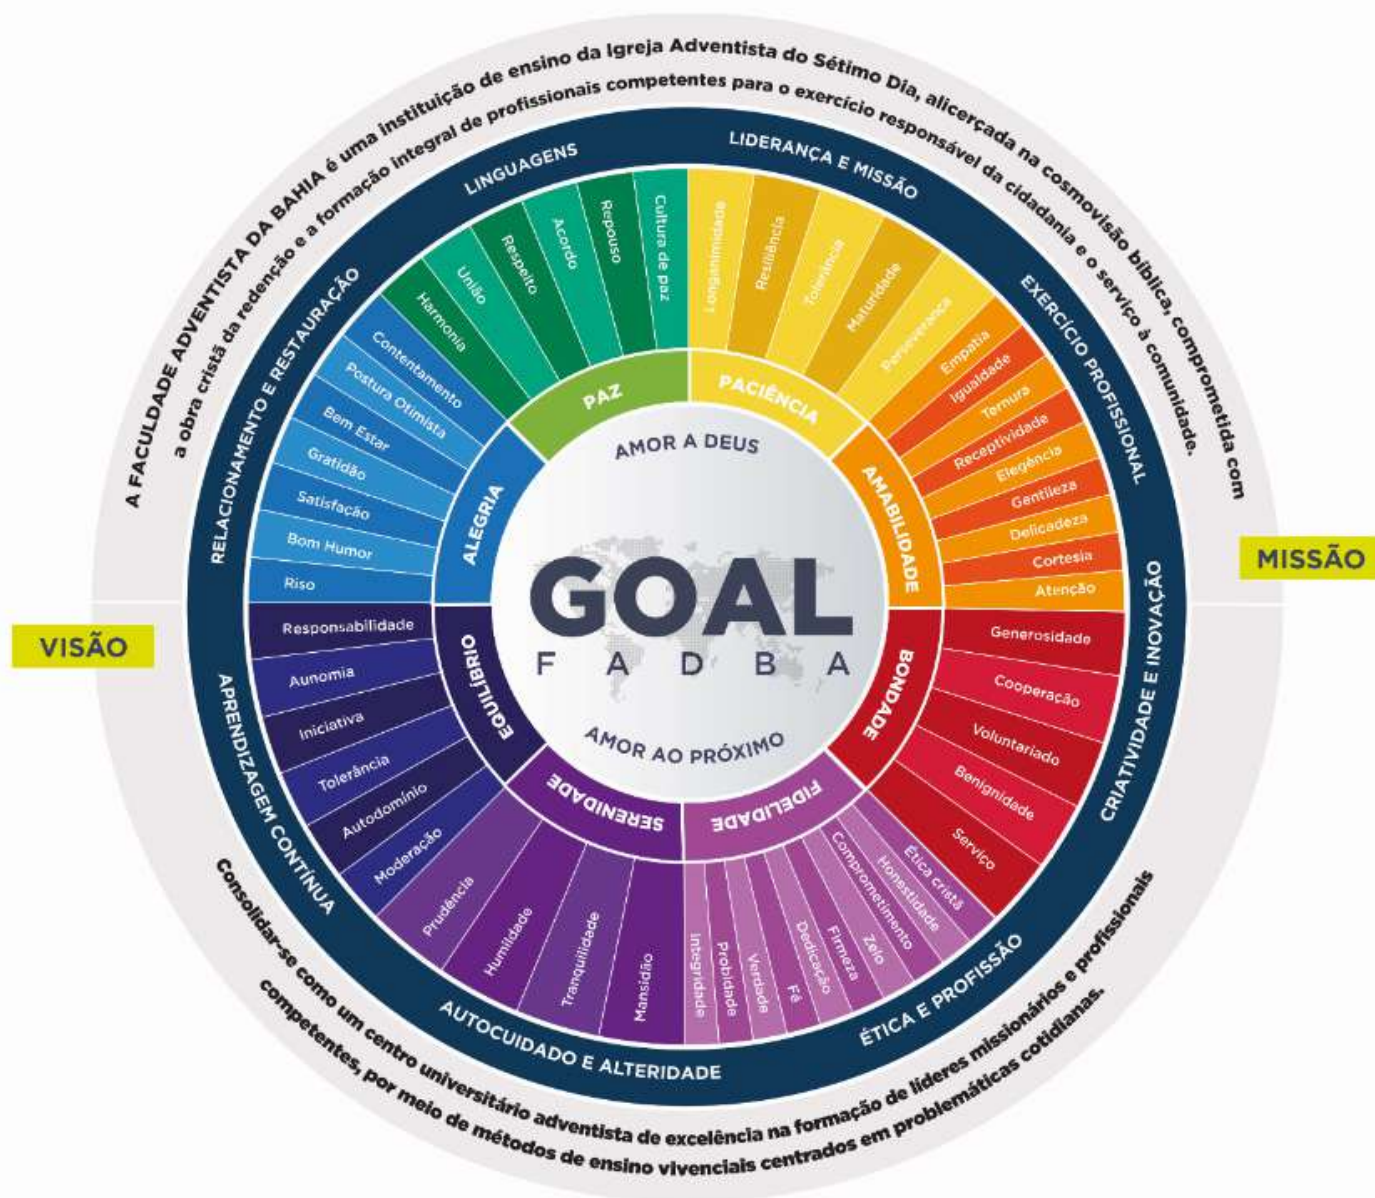 A FACULDADE ADVENTISTA DA BAHIA é uma instituição de ensino da Igreja Adventista do Sétimo Dia, alicerçada na cosmovisão bíblica, comprometida com
a obra cristã da redenção e a formação integral de profissionais competentes para o exercício responsável da cidadania e o serviço à comunidade.
MISSÃO
VISÃO
Consolidar-se como um centro universitário adventista de excelência na formação de líderes missionários e profissionais
competentes, por meio de métodos de ensino vivenciais centrados em problemáticas cotidianas.
LINGUAGENS
LIDERANÇA E MISSÃO
EXERCÍCIO PROFISSIONAL
CRIATIVIDADE E INOVAÇÃO
ÉTICA E PROFISSÃO
AUTOCUIDADO E ALTERIDADE
APRENDIZAGEM CONTÍNUA
RELACIONAMENTO E RESTAURAÇÃO
PAZ
Harmonia
União
Respeito
Acordo
Repouso
Cultura de paz
PACIÊNCIA
Longanimidade
Resiliência
Tolerância
Maturidade
Perseverança
AMABILIDADE
Empatia
Igualdade
Ternura
Receptividade
Elegência
Gentileza
Delicadeza
Cortesia
Atenção
BONDADE
Generosidade
Cooperação
Voluntariado
Benignidade
Serviço
FIDELIDADE
Ética cristã
Honestidade
Comprometimento
Zelo
Firmeza
Dedicação
Fé
Verdade
Probidade
Integridade
SERENIDADE
Mansidão
Tranquilidade
Humildade
Prudência
EQUILÍBRIO
Moderação
Autodomínio
Tolerância
Iniciativa
Aunomia
Responsabilidade
ALEGRIA
Riso
Bom Humor
Satisfação
Gratidão
Bem Estar
Postura Otimista
Contentamento
AMOR A DEUS
GOAL
FADBA
AMOR AO PRÓXIMO